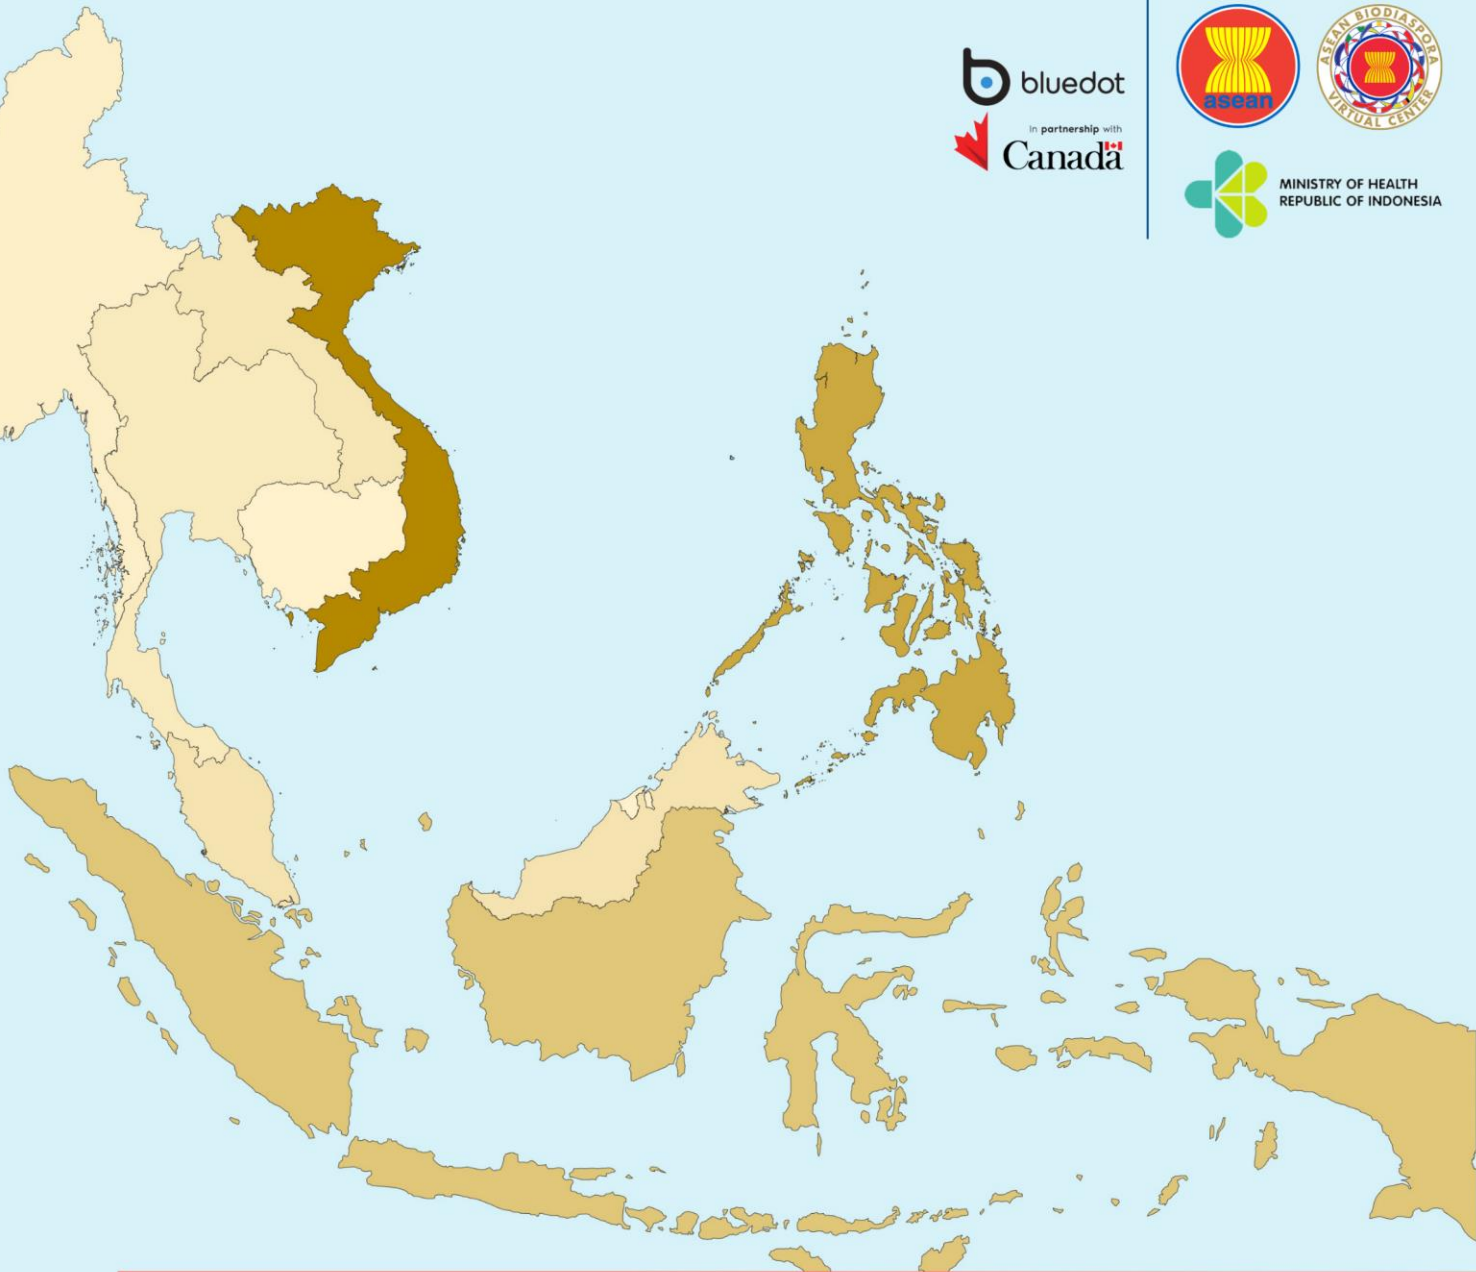 bluedot
in partnership with
Canada
asean
ASEAN BIODIASPORA
VIRTUAL CENTER
MINISTRY OF HEALTH
REPUBLIC OF INDONESIA